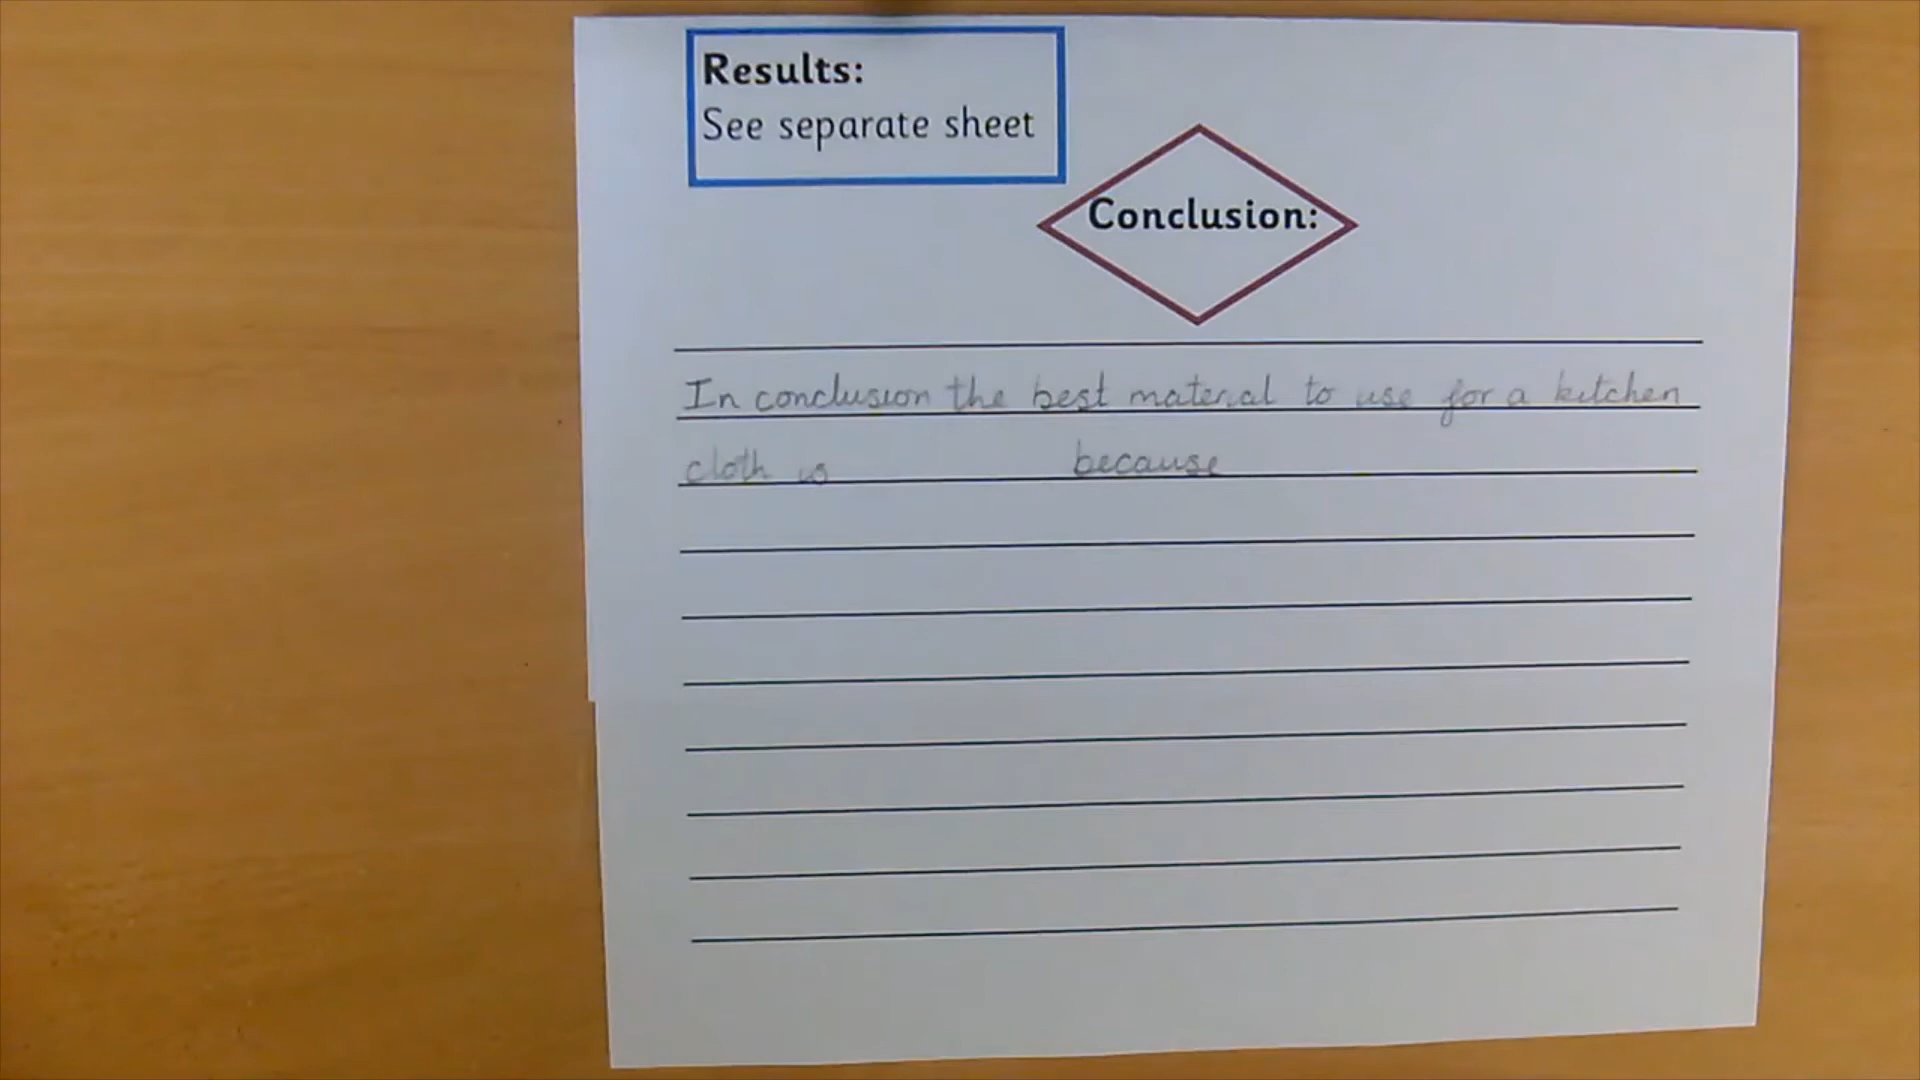 Results:
See separate sheet
Conclusion:
In conclusion the best material to use for a kitchen
cloth is because